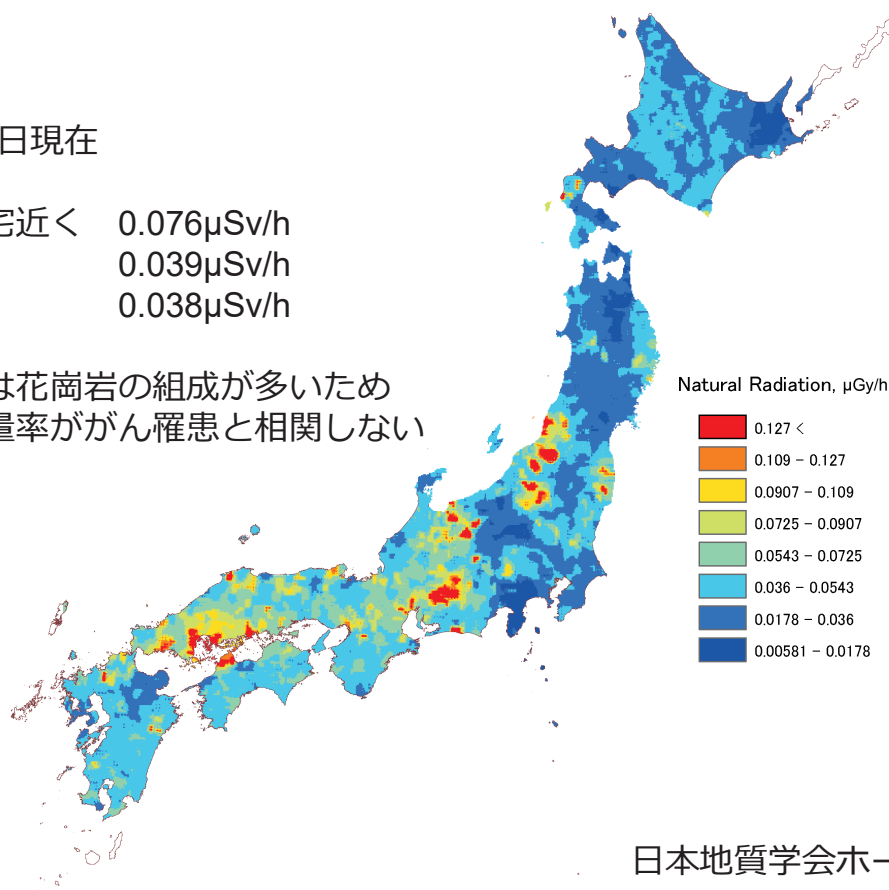 日現在
宅近く 0.076μSv/h
0.039μSv/h
0.038μSv/h
は花崗岩の組成が多いため
量率ががん罹患と相関しない
Natural Radiation, μGy/h
0.127 <
0.109 - 0.127
0.0907 - 0.109
0.0725 - 0.0907
0.0543 - 0.0725
0.036 - 0.0543
0.0178 - 0.036
0.00581 - 0.0178
日本地質学会ホー